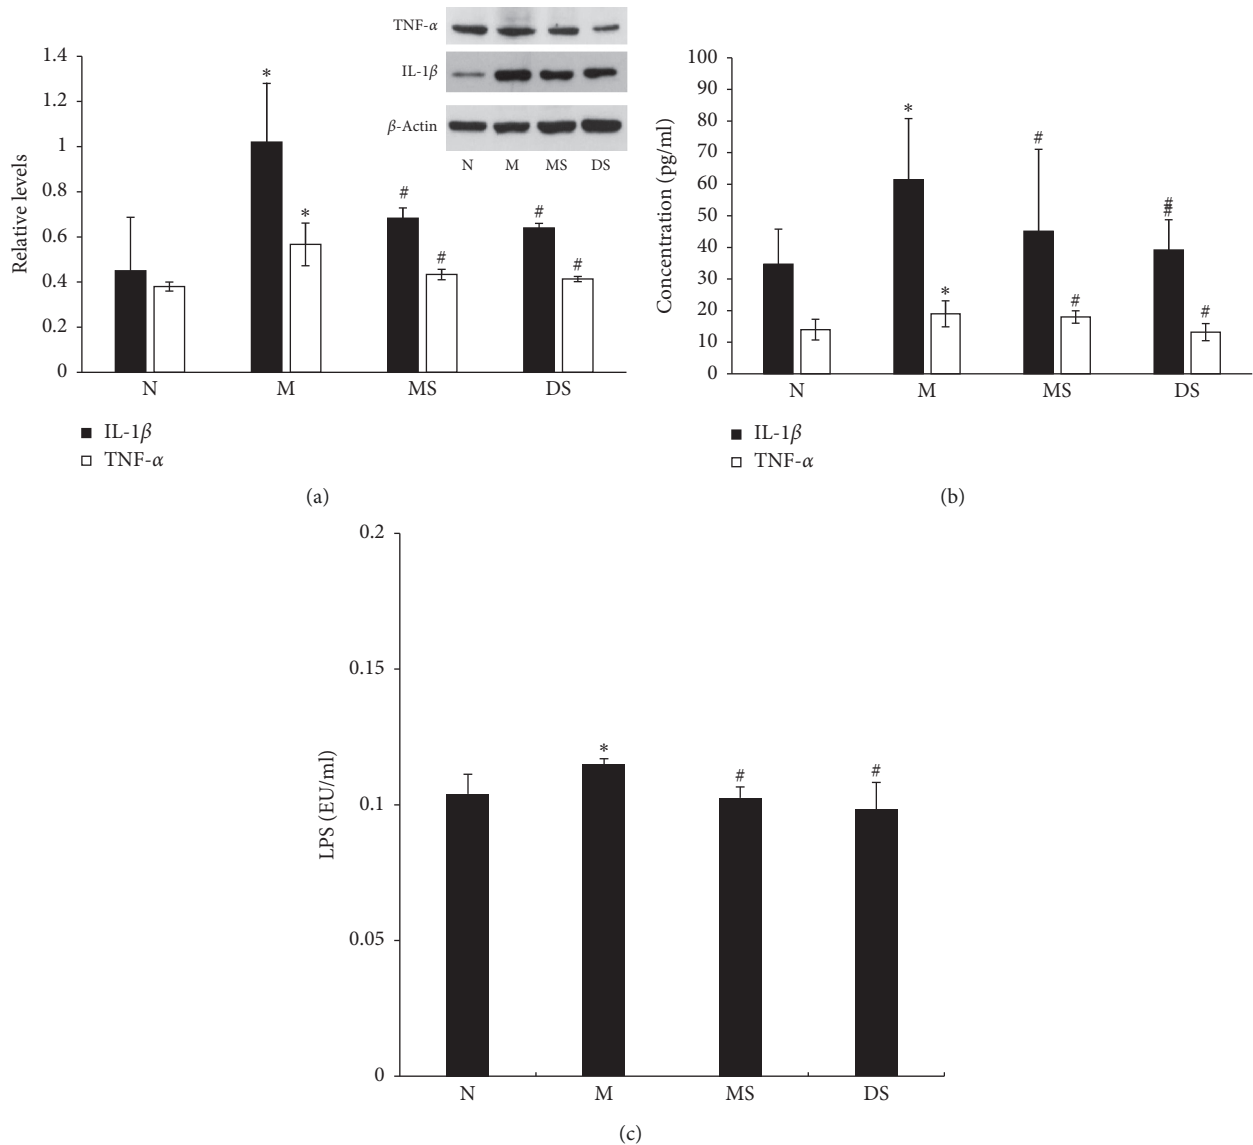 TNF-α
IL-1β
β-Actin
N M MS DS
Relative levels
1.4
1.2
1
0.8
0.6
0.4
0.2
0
* * # # # #
N M MS DS
IL-1β
TNF-α
(a)
Concentration (pg/ml)
100
90
80
70
60
50
40
30
20
10
0
* * # # # # #
N M MS DS
IL-1β
TNF-α
(b)
LPS (EU/ml)
0.2
0.15
0.1
0.05
0
* # #
N M MS DS
(c)